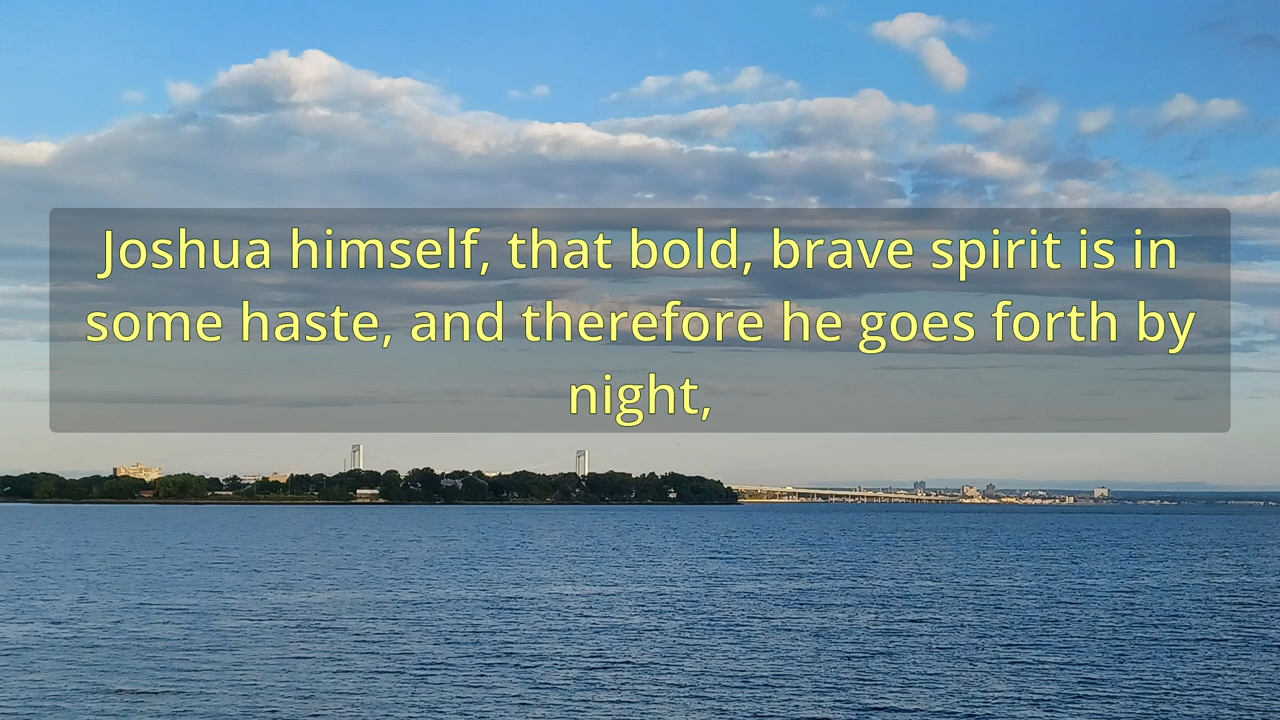 Joshua himself, that bold, brave spirit is in
some haste, and therefore he goes forth by
night,